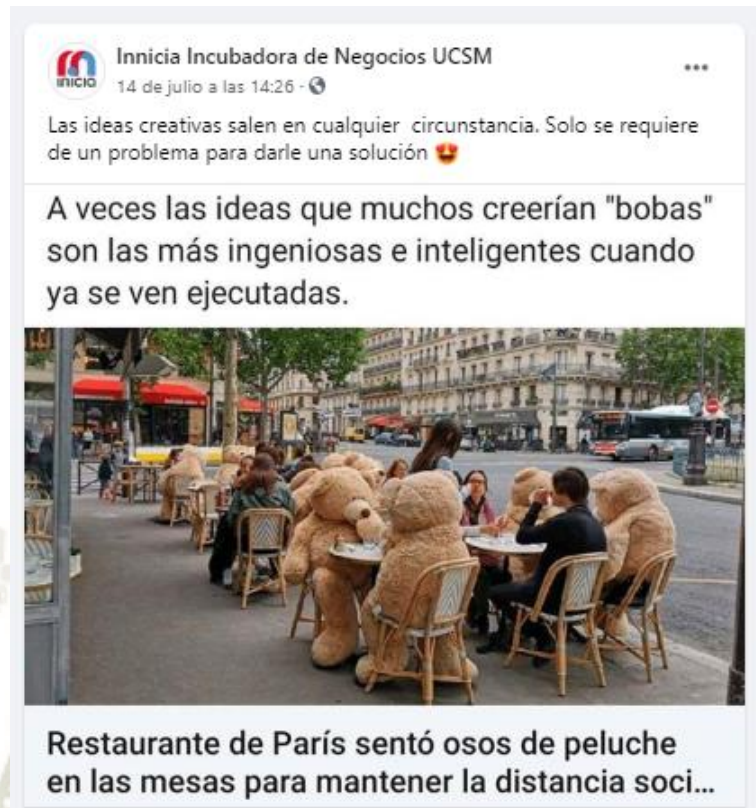 Innicia Incubadora de Negocios UCSM
INICIO
14 de julio a las 14:26 ·
Las ideas creativas salen en cualquier circunstancia. Solo se requiere
de un problema para darle una solución
A veces las ideas que muchos creerían "bobas"
son las más ingeniosas e inteligentes cuando
ya se ven ejecutadas.
Restaurante de París sentó osos de peluche
en las mesas para mantener la distancia soci...